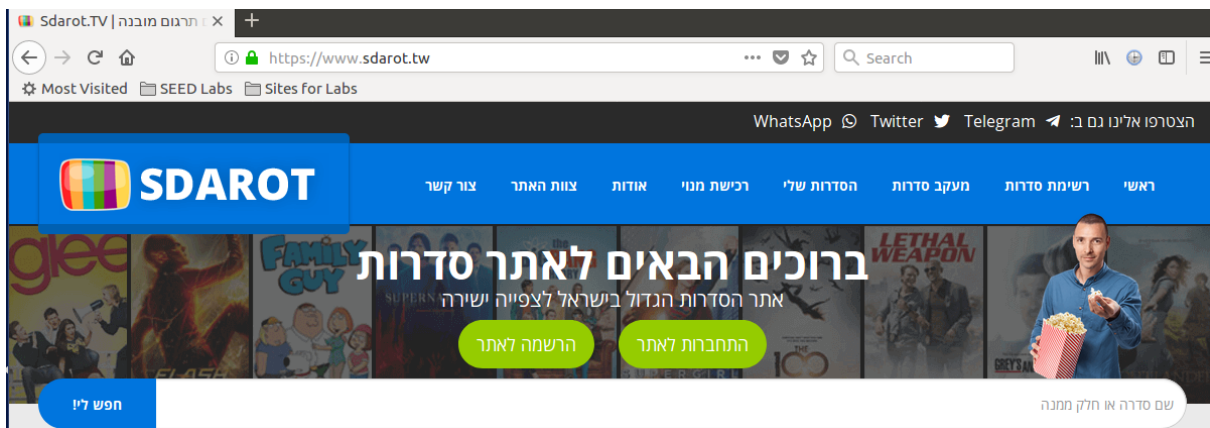 Sdarot.TV | תרגום מובנה
https://www.sdarot.tw
Search
Most Visited SEED Labs Sites for Labs
הצטרפו אלינו גם ב: Telegram Twitter WhatsApp
SDAROT
ראשי רשימת סדרות מעקב סדרות הסדרות שלי רכישת מנוי אודות צוות האתר צור קשר
glee
FAMILY GUY
LETHAL WEAPON
ברוכים הבאים לאתר סדרות
אתר הסדרות הגדול בישראל לצפייה ישירה
התחברות לאתר הרשמה לאתר
THE 100
שם סדרה או חלק ממנה
חפש לי!